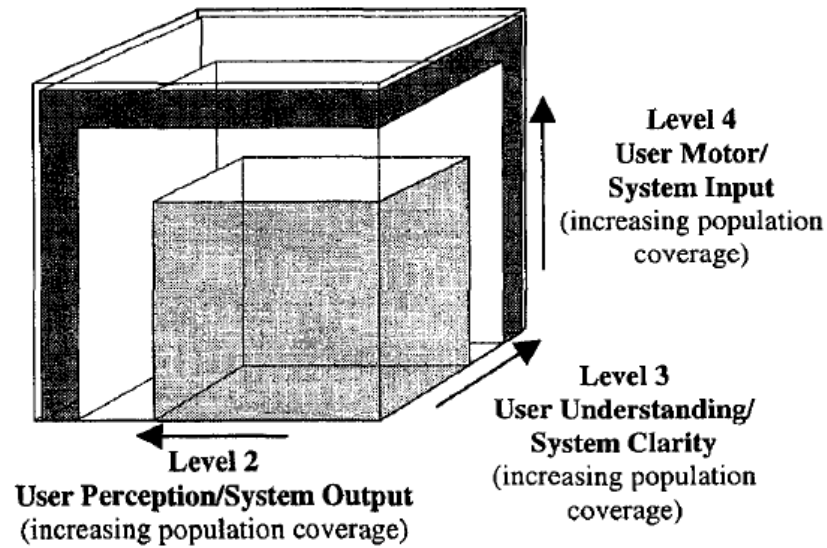 Level 4
User Motor/
System Input
(increasing population
coverage)
Level 3
User Understanding/
System Clarity
(increasing population
coverage)
Level 2
User Perception/System Output
(increasing population coverage)